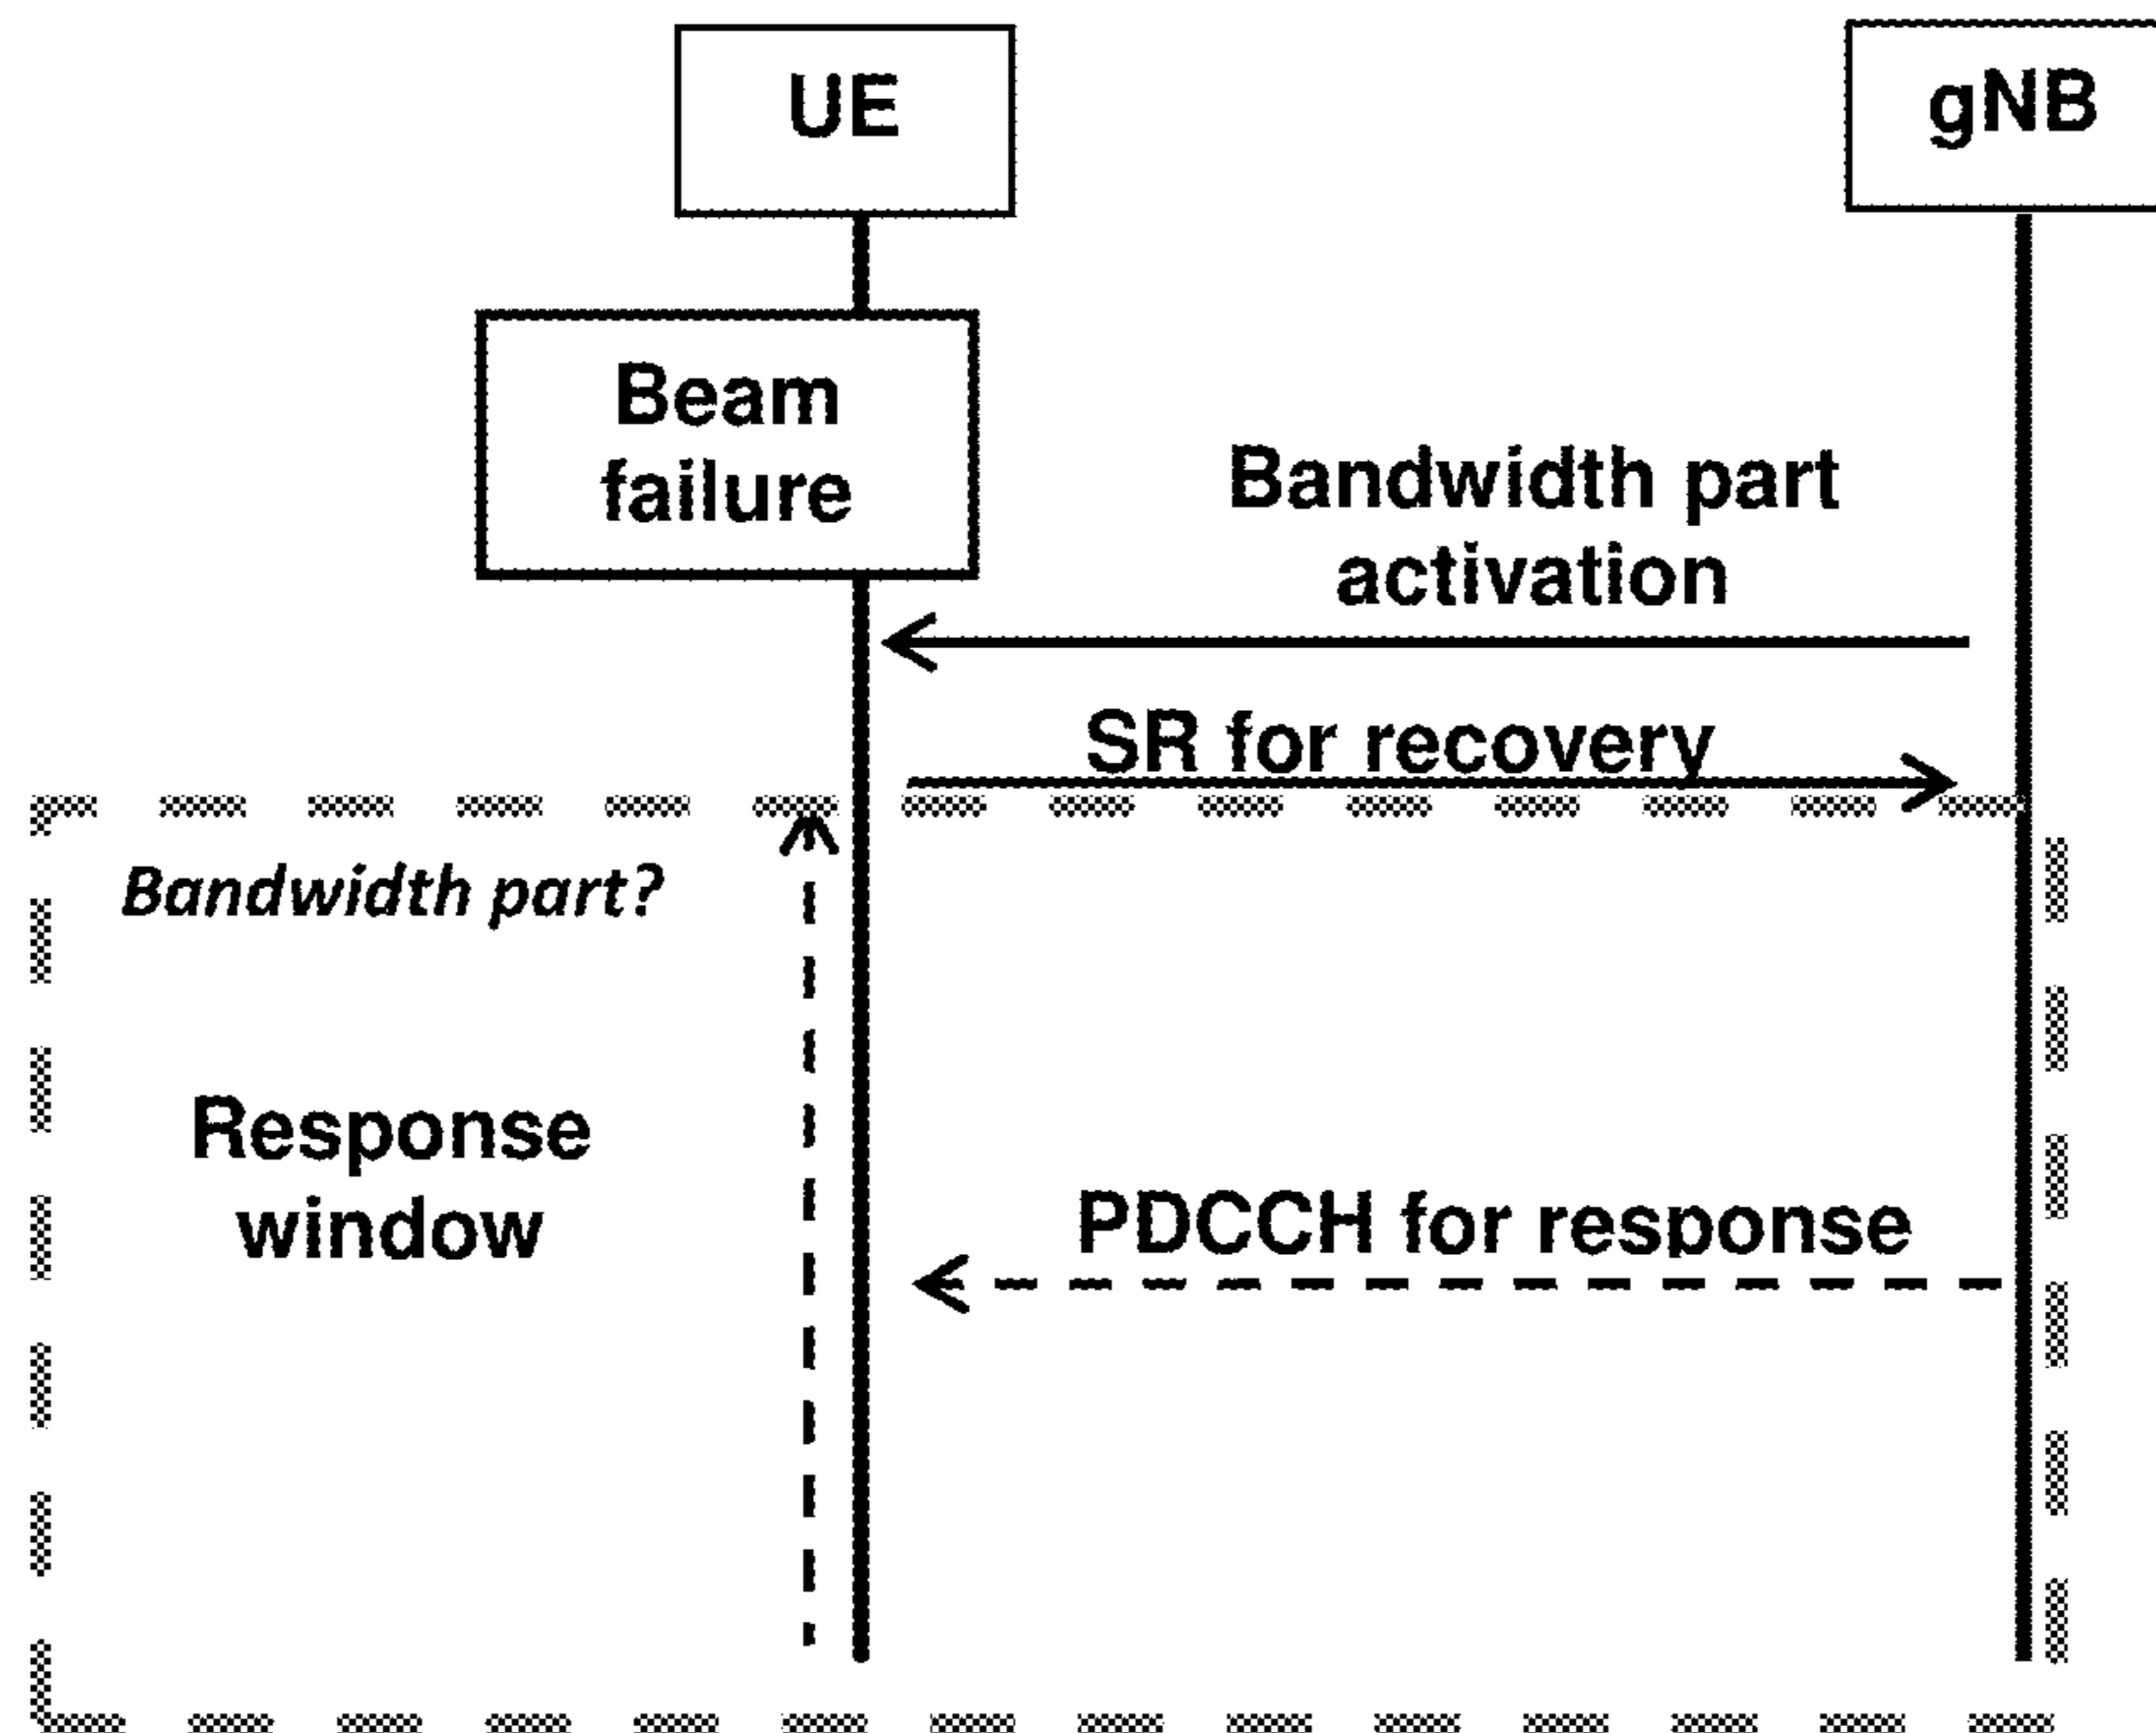 UE
gNB
Beam
failure
Bandwidth part
activation
SR for recovery
Bandwidth part?
Response
window
PDCCH for response